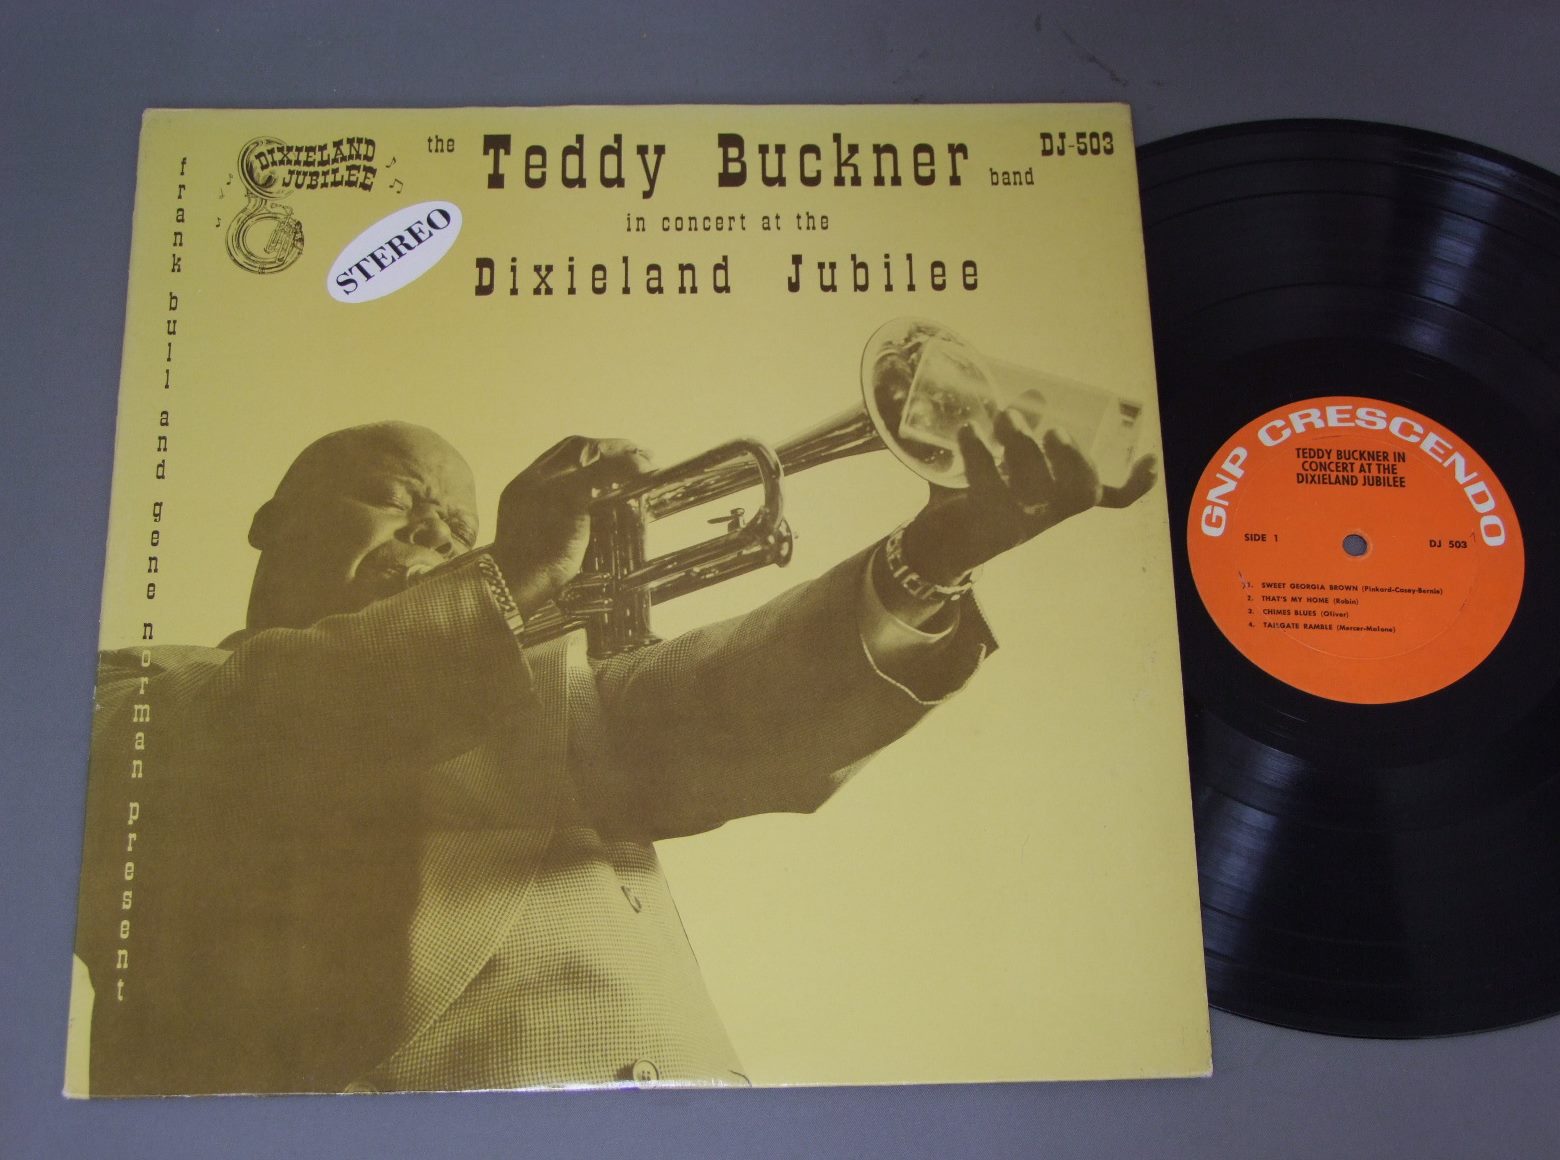 DIXIELAND
JUBILEE
STEREO
the Teddy Buckner band
DJ-503
in concert at the
Dixieland Jubilee
frank bull and gene norman present
GNP CRESCENDO
TEDDY BUCKNER IN
CONCERT AT THE
DIXIELAND JUBILEE
SIDE 1
DJ 503
1. SWEET GEORGIA BROWN (Pinkard-Casey-Bernie)
2. THAT'S MY HOME (Robin)
3. CHIMES BLUES (Oliver)
4. TAILGATE RAMBLE (Mercer-Malone)